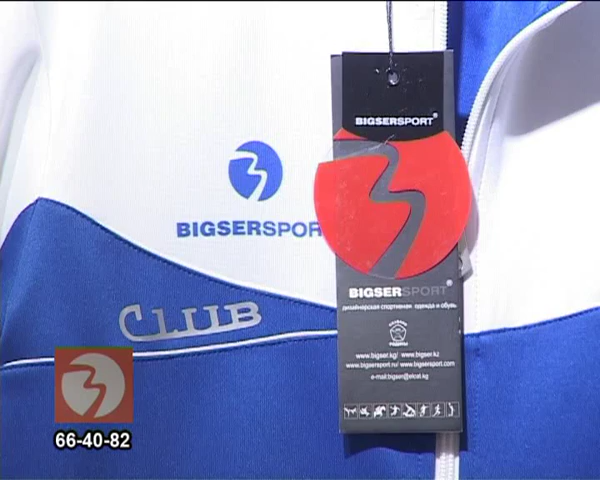 BIGSERSPORT®
BIGSERSPOR
BIGSERSPORT®
дизайнерская спортивная одежда и обувь
CLUB
www.bigser.kg/ www.bigser.kz
www.bigsersport.ru/ www.bigsersport.com
e-mail:bigser@elcat.kg
66-40-82